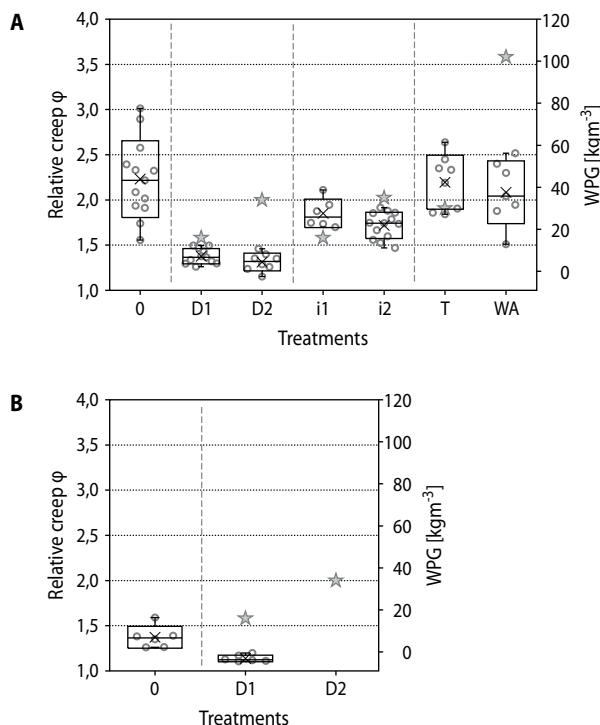 A
Relative creep φ
4,0
3,5
3,0
2,5
2,0
1,5
1,0
120
100
80
60
40
20
0
WPG [kgm-3]
0 D1 D2 i1 i2 T WA
Treatments
B
Relative creep φ
4,0
3,5
3,0
2,5
2,0
1,5
1,0
120
100
80
60
40
20
0
WPG [kgm-3]
0 D1 D2
Treatments